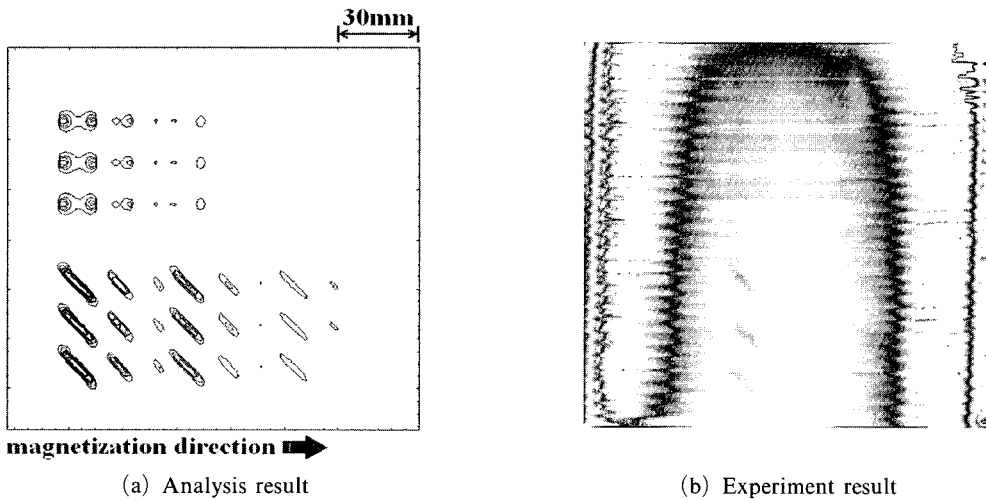 30mm
magnetization direction
(a) Analysis result
(b) Experiment result